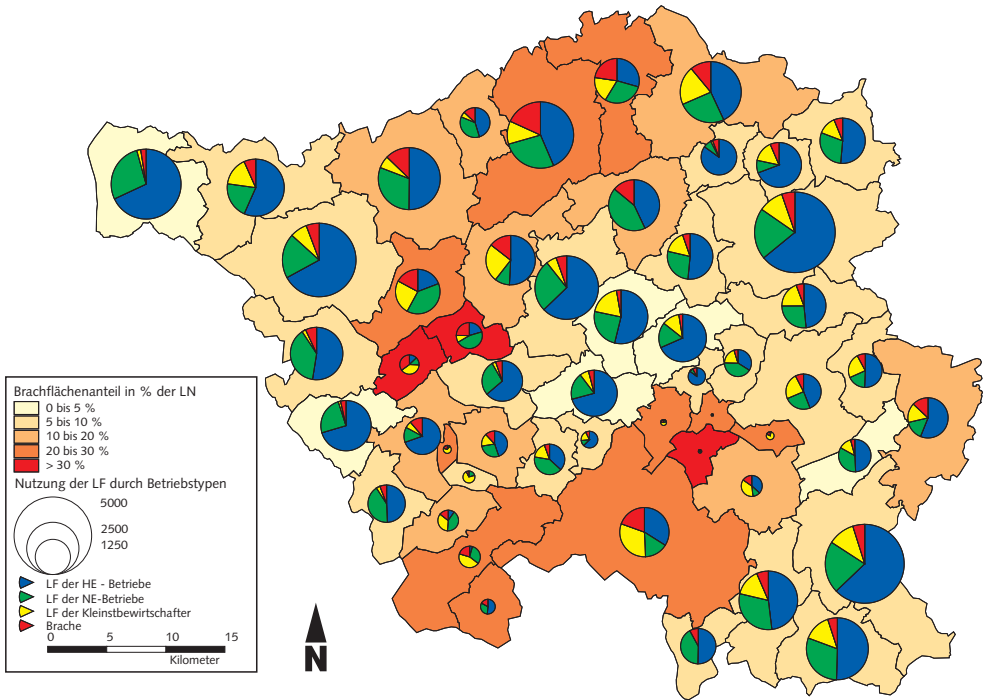 Brachflächenanteil in % der LN
0 bis 5 %
5 bis 10 %
10 bis 20 %
20 bis 30 %
> 30 %
Nutzung der LF durch Betriebstypen
5000
2500
1250
LF der HE - Betriebe
LF der NE-Betriebe
LF der Kleinstbewirtschafter
Brache
0 5 10 15
Kilometer
N